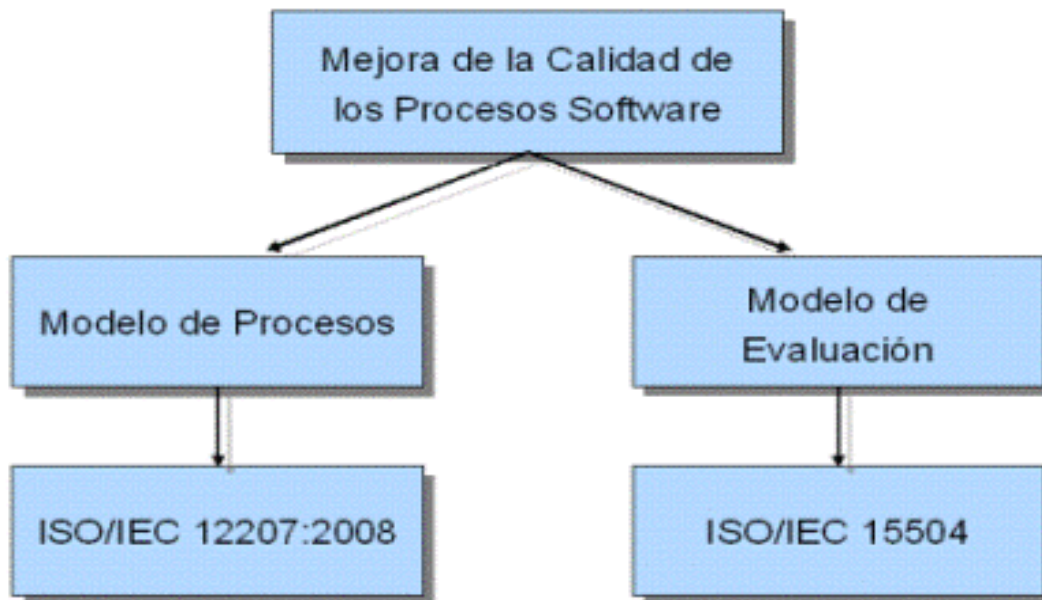 Mejora de la Calidad de
los Procesos Software
Modelo de Procesos
Modelo de
Evaluación
ISO/IEC 12207:2008
ISO/IEC 15504